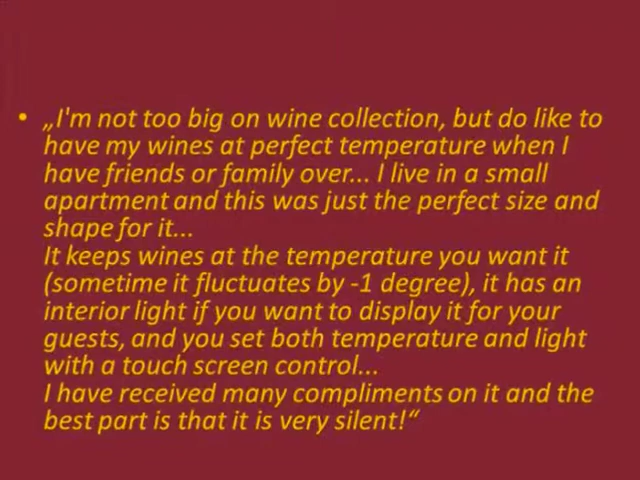 • „I'm not too big on wine collection, but do like to
have my wines at perfect temperature when I
have friends or family over... I live in a small
apartment and this was just the perfect size and
shape for it...
It keeps wines at the temperature you want it
(sometime it fluctuates by -1 degree), it has an
interior light if you want to display it for your
guests, and you set both temperature and light
with a touch screen control...
I have received many compliments on it and the
best part is that it is very silent!“